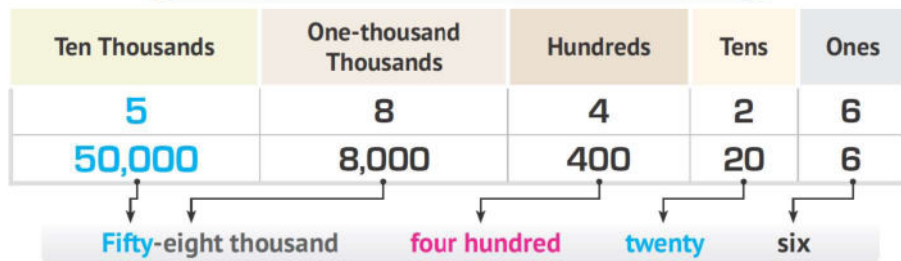 Ten Thousands One-thousand Thousands Hundreds Tens Ones
5 8 4 2 6
50,000 8,000 400 20 6
Fifty-eight thousand four hundred twenty six